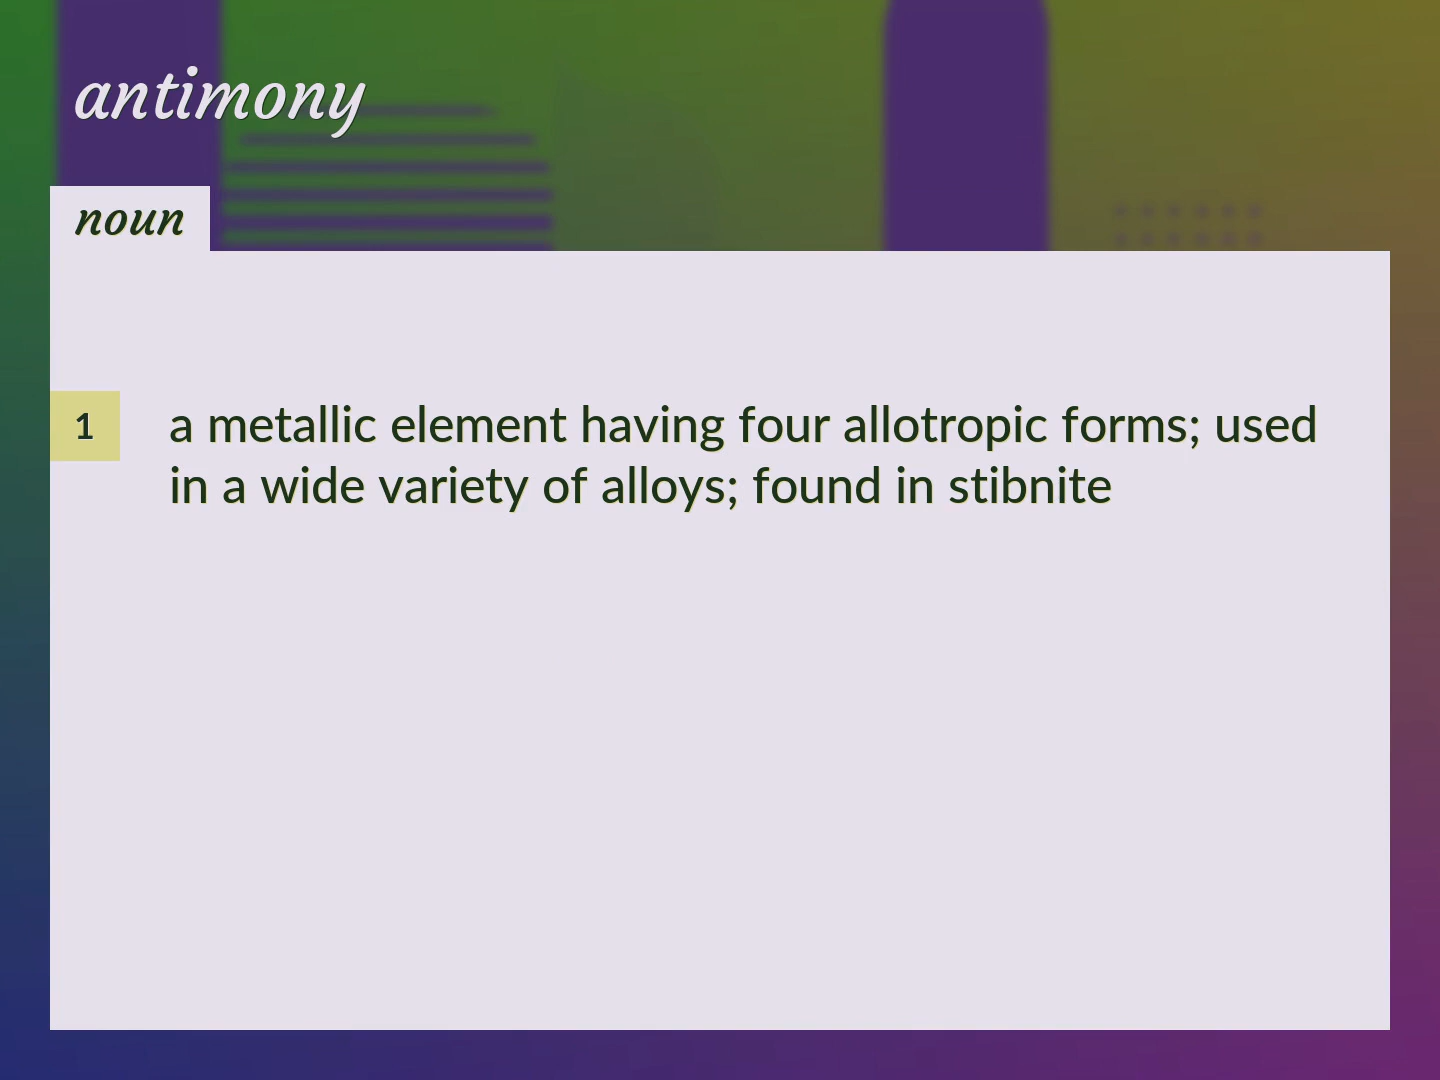 antimony
noun
1
a metallic element having four allotropic forms; used
in a wide variety of alloys; found in stibnite